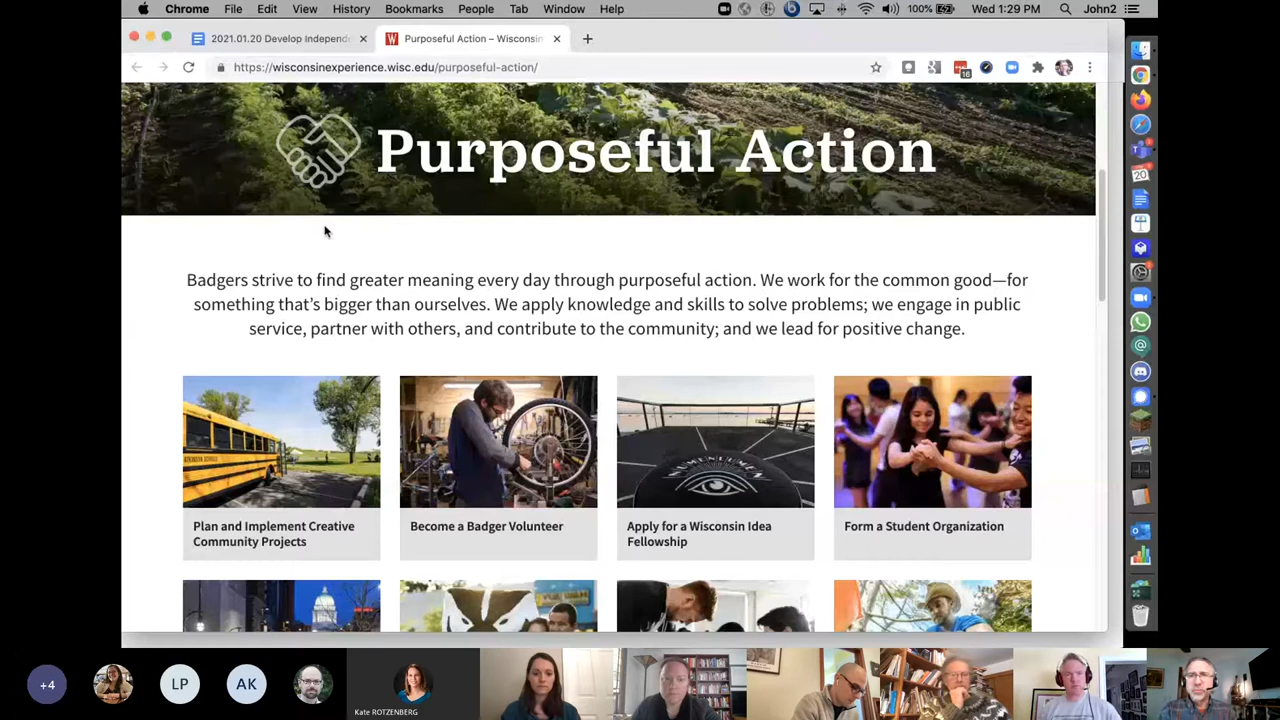 Chrome File Edit View History Bookmarks People Tab Window Help
100% Wed 1:29 PM John2
2021.01.20 Develop Independe
Purposeful Action – Wisconsin
https://wisconsinexperience.wisc.edu/purposeful-action/
16
Purposeful Action
20
Badgers strive to find greater meaning every day through purposeful action. We work for the common good—for
something that's bigger than ourselves. We apply knowledge and skills to solve problems; we engage in public
service, partner with others, and contribute to the community; and we lead for positive change.
NUMEN LUMEN
Plan and Implement Creative
Community Projects
Become a Badger Volunteer
Apply for a Wisconsin Idea
Fellowship
Form a Student Organization
+4
LP
AK
Kate ROTZENBERG